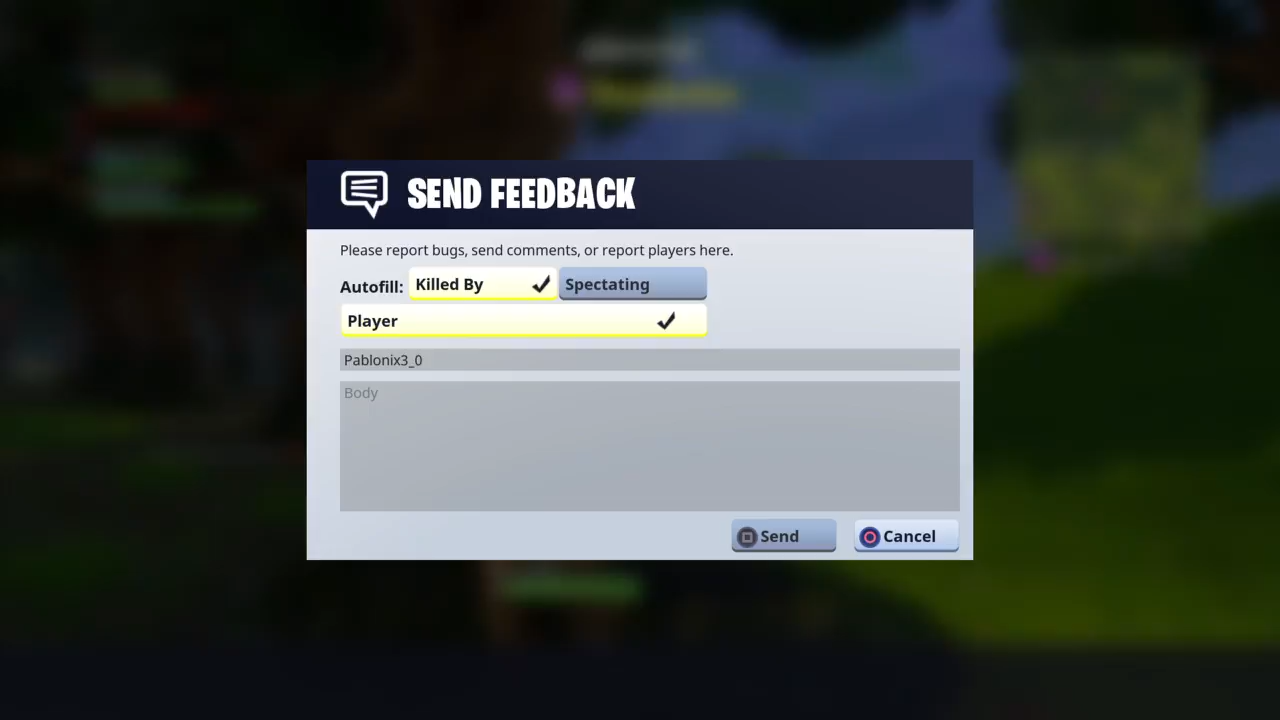 SEND FEEDBACK
Please report bugs, send comments, or report players here.
Autofill: Killed By Spectating
Player
Pablonix3_0
Body
Send Cancel